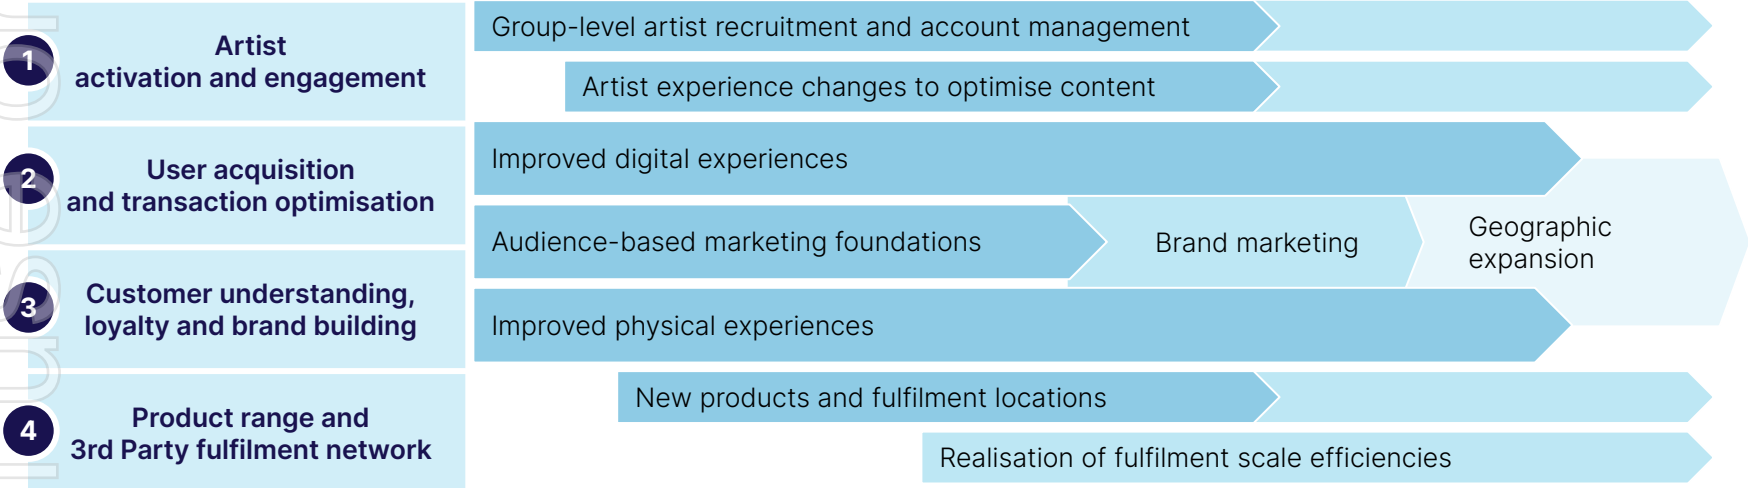 1
Artist
activation and engagement
Group-level artist recruitment and account management
Artist experience changes to optimise content
2
User acquisition
and transaction optimisation
Improved digital experiences
Audience-based marketing foundations
Brand marketing
Geographic
expansion
3
Customer understanding,
loyalty and brand building
Improved physical experiences
4
Product range and
3rd Party fulfilment network
New products and fulfilment locations
Realisation of fulfilment scale efficiencies